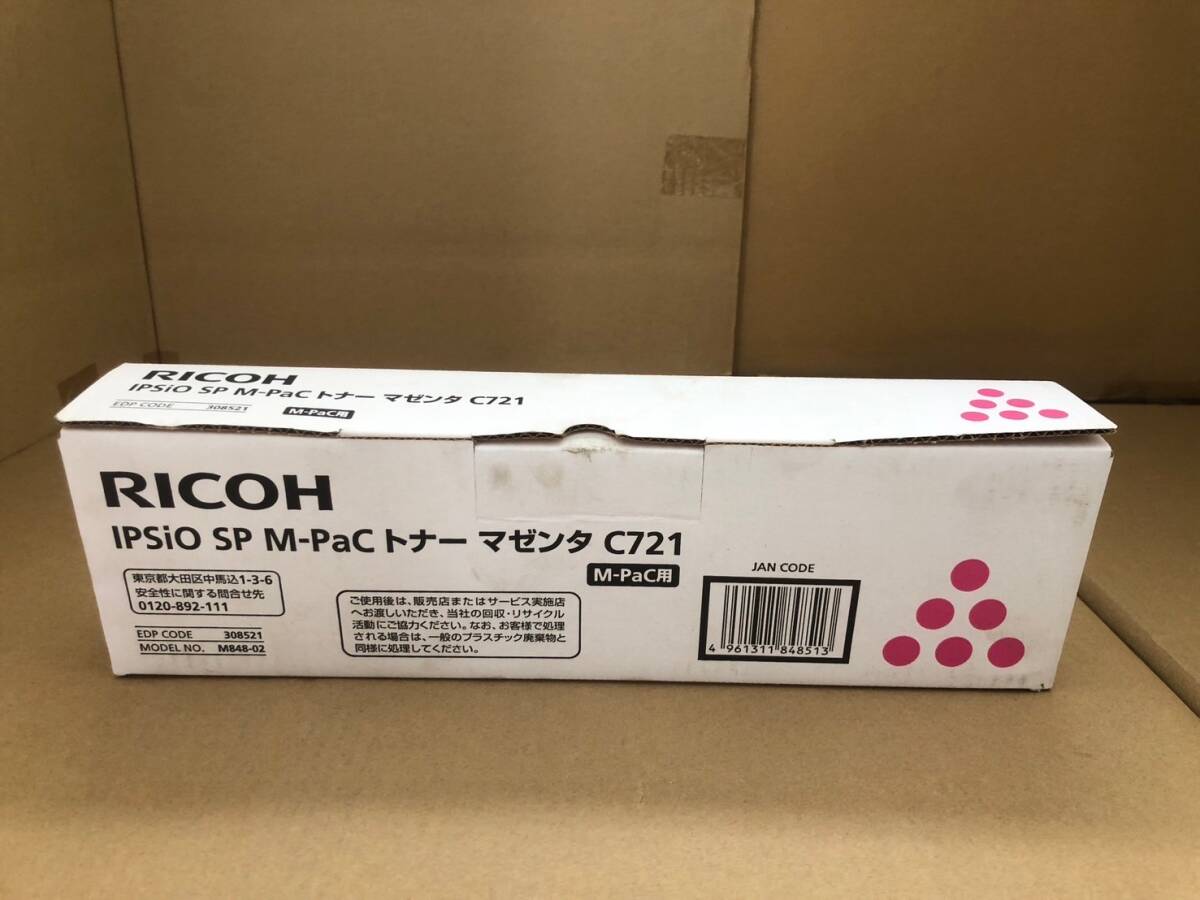 RICOH
IPSiO SP M-PaC トナー マゼンタ C721
EDP CODE 308521
M-PaC用
RICOH
IPSiO SP M-PaC トナー マゼンタ C721
M-PaC用
東京都大田区中馬込1-3-6
安全性に関する問合せ先
0120-892-111
EDP CODE 308521
MODEL NO. M848-02
ご使用後は、販売店またはサービス実施店
へお渡しいただき、当社の回収・リサイクル
活動にご協力ください。なお、お客様で処理
される場合は、一般のプラスチック廃棄物と
同様に処理してください。
JAN CODE
4 961311 848513